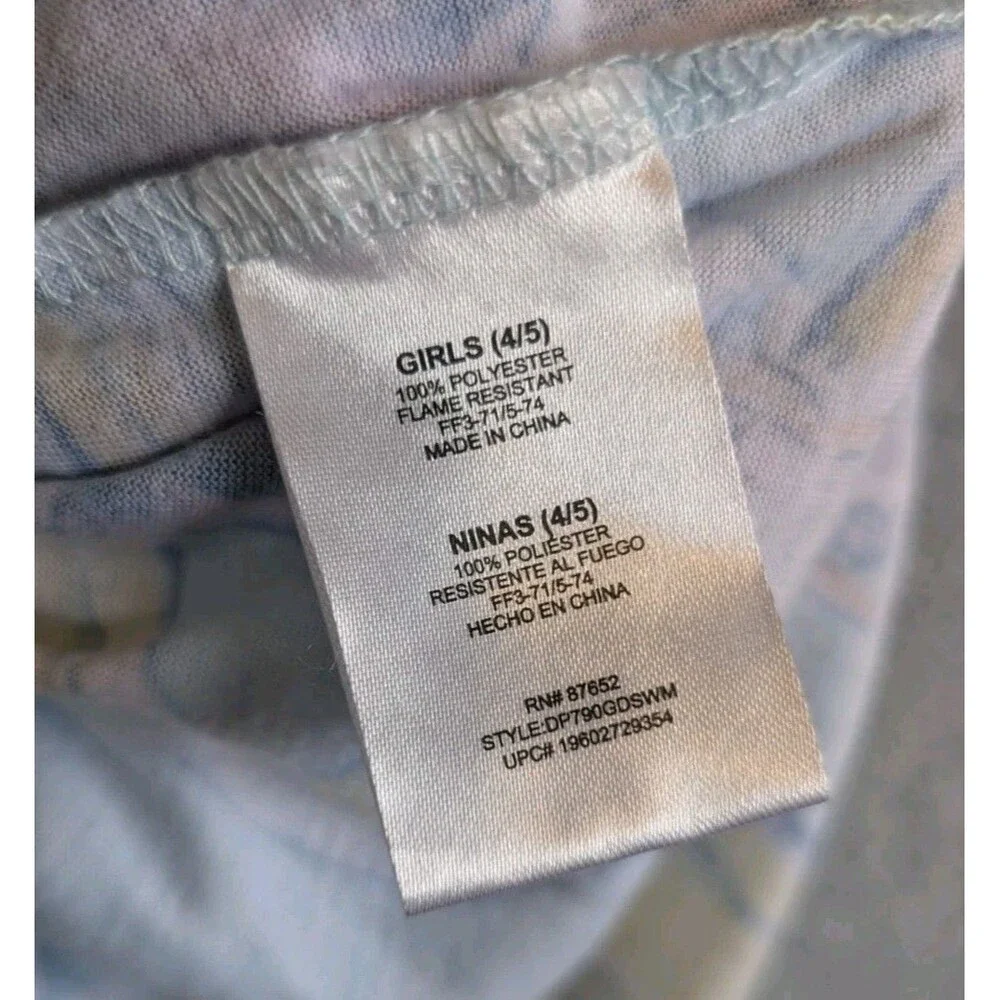 GIRLS (4/5)
100% POLYESTER
FLAME RESISTANT
FF3-71/5-74
MADE IN CHINA
NINAS (4/5)
100% POLIÉSTER
RESISTENTE AL FUEGO
FF3-71/5-74
HECHO EN CHINA
RN# 87652
STYLE:DP790GDSWM
UPC# 19602729354